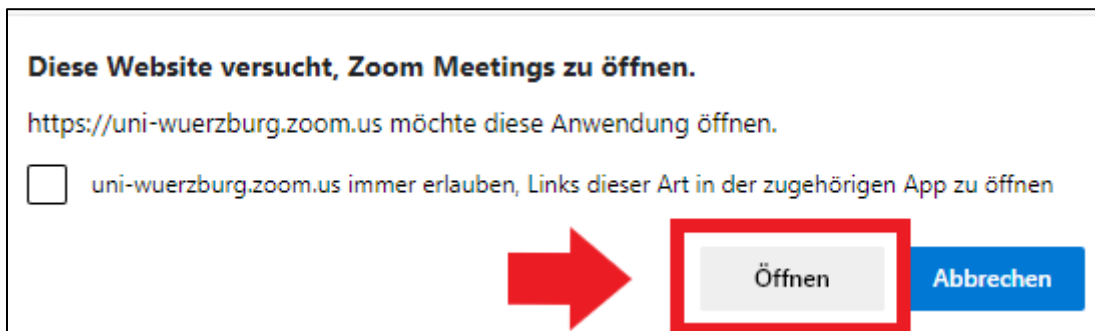 Diese Website versucht, Zoom Meetings zu öffnen.
https://uni-wuerzburg.zoom.us möchte diese Anwendung öffnen.
uni-wuerzburg.zoom.us immer erlauben, Links dieser Art in der zugehörigen App zu öffnen
Öffnen Abbrechen